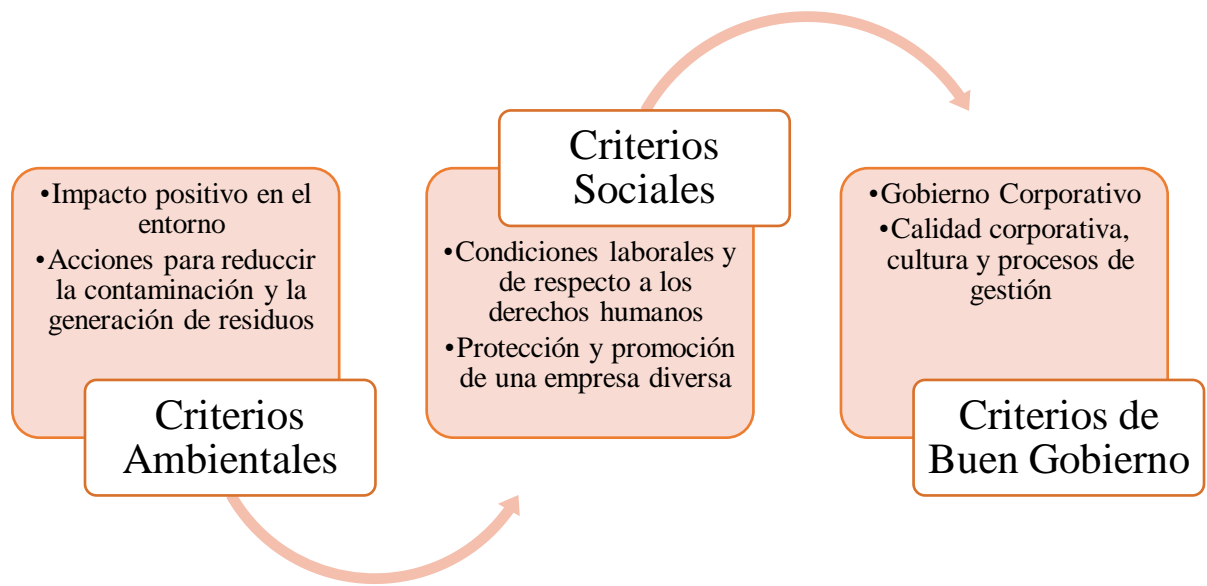 •Impacto positivo en el
entorno
•Acciones para reduccir
la contaminación y la
generación de residuos
Criterios
Ambientales
Criterios
Sociales
•Condiciones laborales y
de respecto a los
derechos humanos
•Protección y promoción
de una empresa diversa
•Gobierno Corporativo
•Calidad corporativa,
cultura y procesos de
gestión
Criterios de
Buen Gobierno